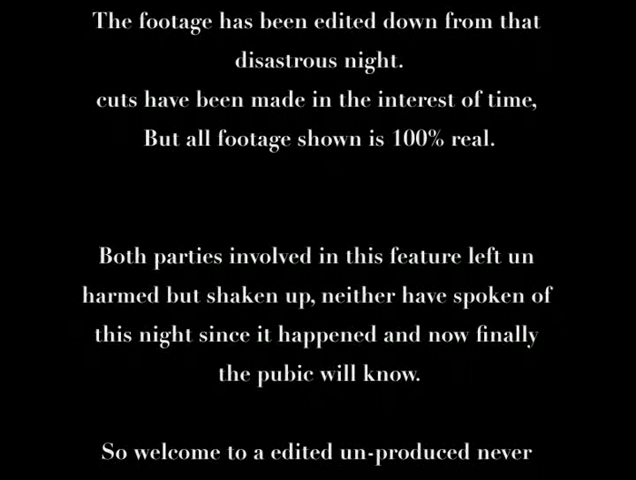 The footage has been edited down from that
disastrous night.
cuts have been made in the interest of time,
But all footage shown is 100% real.
Both parties involved in this feature left un
harmed but shaken up, neither have spoken of
this night since it happened and now finally
the pubic will know.
So welcome to a edited un-produced never